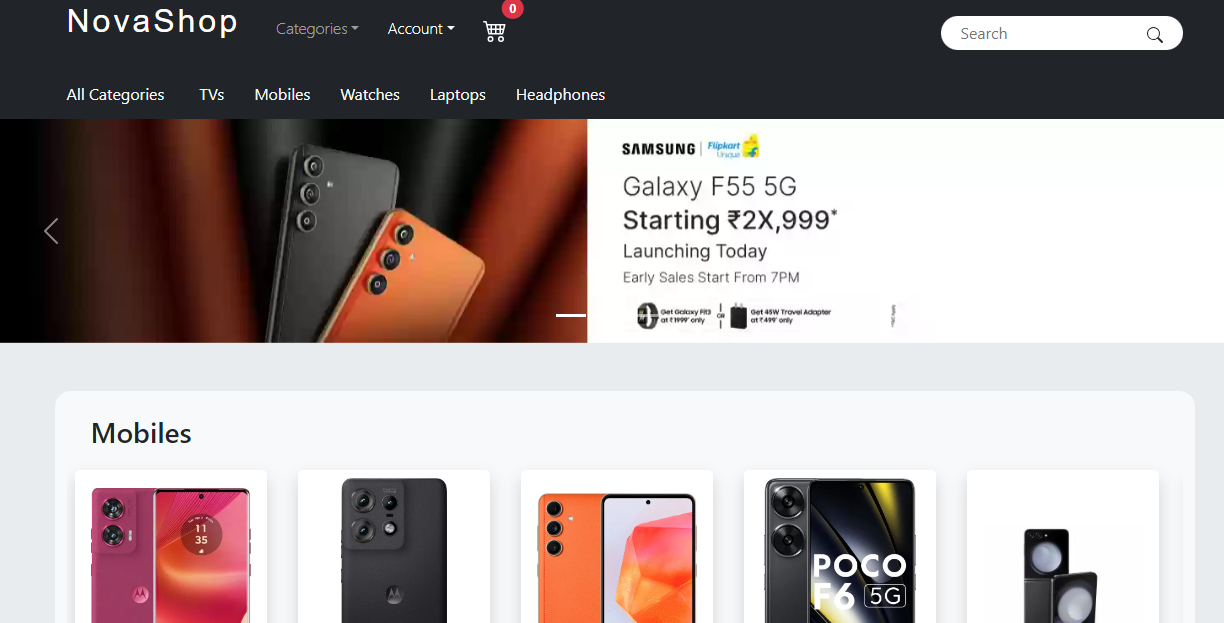 NovaShop
Categories
Account
0
Search
All Categories TVs Mobiles Watches Laptops Headphones
SAMSUNG | Flipkart Unique
Galaxy F55 5G
Starting ₹2X,999*
Launching Today
Early Sales Start From 7PM
Get Galaxy Fit3 at ₹1999* only
OR
Get 45W Travel Adapter at ₹499* only
Mobiles
11
35
POCO
F6 5G